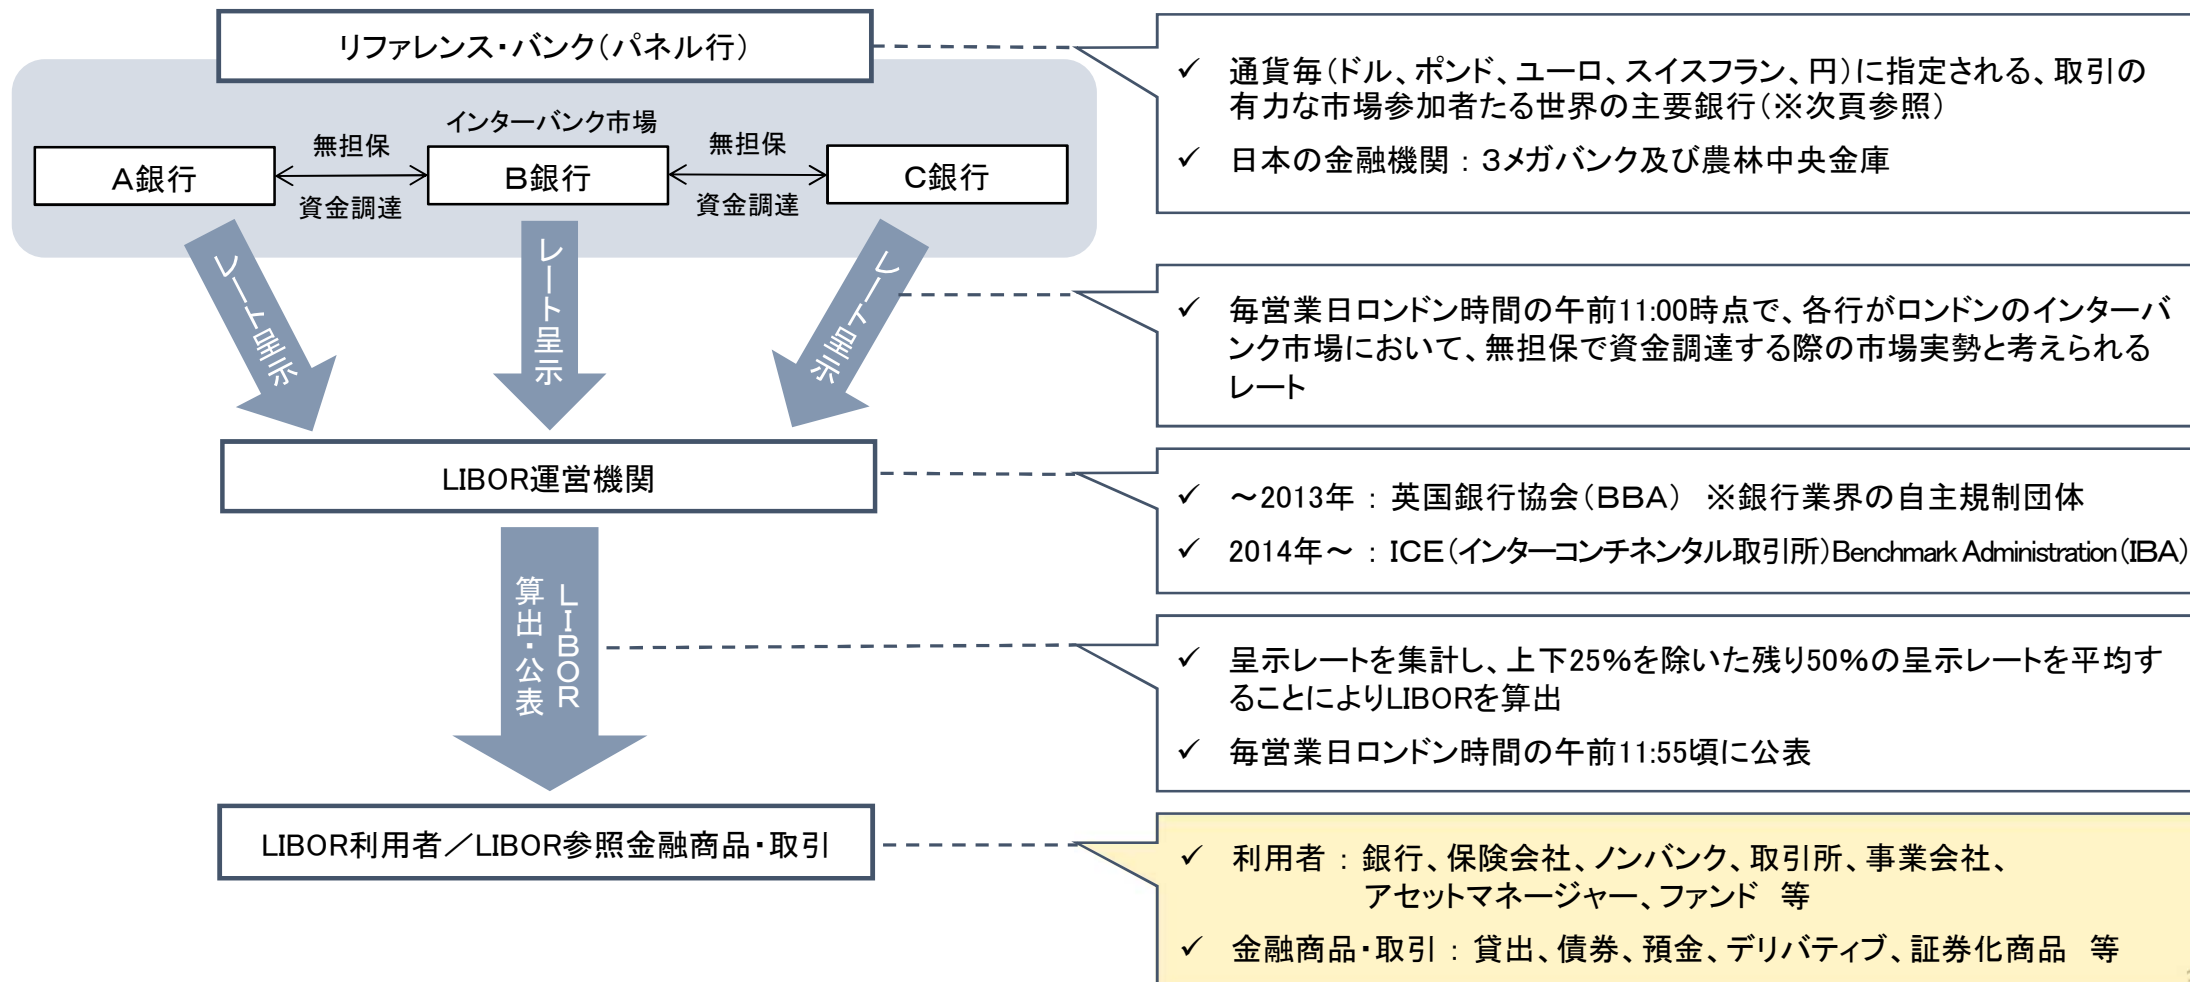 リファレンス・バンク(パネル行)
インターバンク市場
無担保
無担保
A銀行
B銀行
C銀行
資金調達
資金調達
レート呈示
レート呈示
レート呈示
LIBOR運営機関
LIBOR
算出・公表
LIBOR利用者／LIBOR参照金融商品・取引
✓ 通貨毎(ドル、ポンド、ユーロ、スイスフラン、円)に指定される、取引の
有力な市場参加者たる世界の主要銀行(※次頁参照)
✓ 日本の金融機関：3メガバンク及び農林中央金庫
✓ 毎営業日ロンドン時間の午前11:00時点で、各行がロンドンのインターバ
ンク市場において、無担保で資金調達する際の市場実勢と考えられる
レート
✓ ～2013年：英国銀行協会(BBA) ※銀行業界の自主規制団体
✓ 2014年～：ICE(インターコンチネンタル取引所)Benchmark Administration(IBA)
✓ 呈示レートを集計し、上下25%を除いた残り50%の呈示レートを平均す
ることによりLIBORを算出
✓ 毎営業日ロンドン時間の午前11:55頃に公表
✓ 利用者：銀行、保険会社、ノンバンク、取引所、事業会社、
アセットマネージャー、ファンド 等
✓ 金融商品・取引：貸出、債券、預金、デリバティブ、証券化商品 等